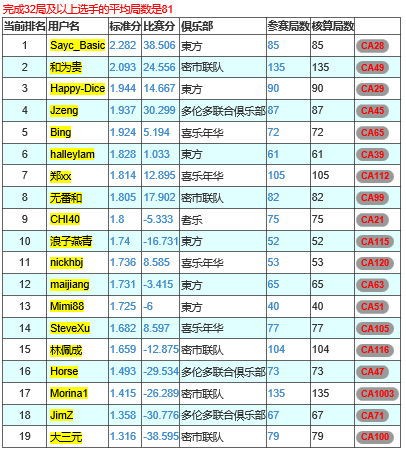 完成32局及以上选手的平均局数是81
当前排名 用户名 标准分 比赛分 俱乐部 参赛局数 核算局数
1 Sayc_Basic 2.282 38.506 東方 85 85 CA28
2 和为贵 2.093 24.556 密市联队 135 135 CA49
3 Happy-Dice 1.944 14.667 東方 90 90 CA29
4 Jzeng 1.937 30.299 多伦多联合俱乐部 87 87 CA45
5 Bing 1.924 5.194 喜乐年华 72 72 CA65
6 halleylam 1.828 1.033 東方 61 61 CA39
7 郑xx 1.814 12.895 喜乐年华 105 105 CA112
8 无番和 1.805 17.902 密市联队 82 82 CA99
9 CHI40 1.8 -5.333 耆乐 75 75 CA21
10 浪子燕青 1.74 -16.731 東方 52 52 CA115
11 nickhbj 1.736 8.585 喜乐年华 53 53 CA120
12 maijiang 1.731 -3.415 東方 65 65 CA63
13 Mimi88 1.725 -6 東方 40 40 CA51
14 SteveXu 1.682 8.597 喜乐年华 77 77 CA105
15 林佩成 1.659 -12.875 密市联队 104 104 CA116
16 Horse 1.493 -29.534 多伦多联合俱乐部 73 73 CA47
17 Morina1 1.415 -26.289 密市联队 135 135 CA1003
18 JimZ 1.358 -30.776 多伦多联合俱乐部 67 67 CA71
19 大三元 1.316 -38.595 密市联队 79 79 CA100